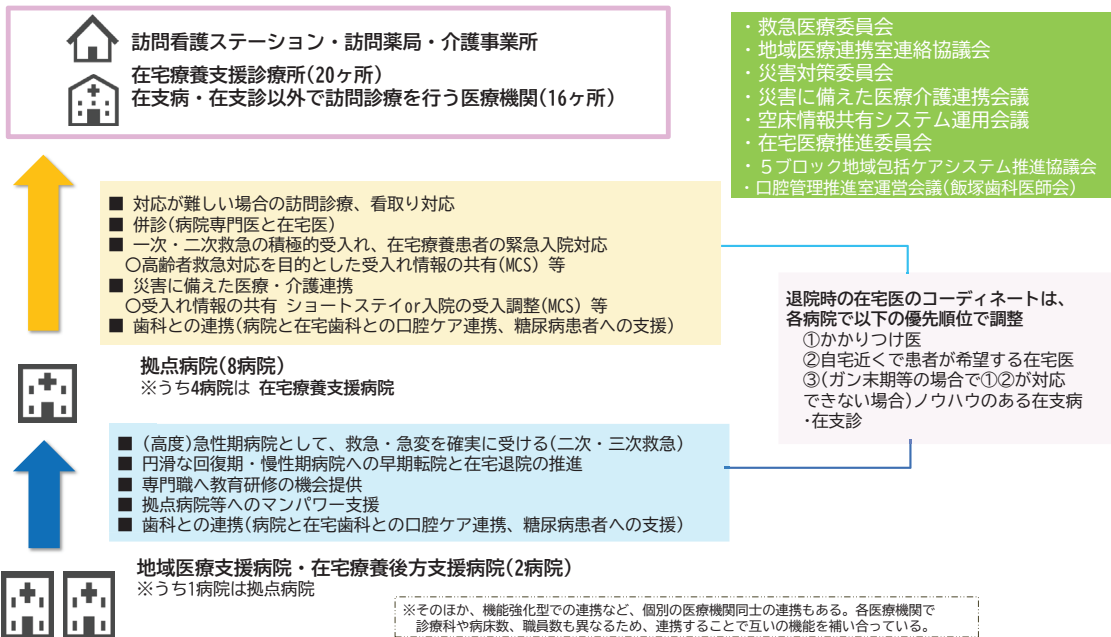 訪問看護ステーション・訪問薬局・介護事業所
在宅療養支援診療所(20ヶ所)
在支病・在支診以外で訪問診療を行う医療機関(16ヶ所)
・救急医療委員会
・地域医療連携室連絡協議会
・災害対策委員会
・災害に備えた医療介護連携会議
・空床情報共有システム運用会議
・在宅医療推進委員会
・5ブロック地域包括ケアシステム推進協議会
・口腔管理推進室運営会議(飯塚歯科医師会)
■ 対応が難しい場合の訪問診療、看取り対応
■ 併診(病院専門医と在宅医)
■ 一次・二次救急の積極的受入れ、在宅療養患者の緊急入院対応
〇高齢者救急対応を目的とした受入れ情報の共有(MCS) 等
■ 災害に備えた医療・介護連携
〇受入れ情報の共有 ショートステイor入院の受入調整(MCS) 等
■ 歯科との連携(病院と在宅歯科との口腔ケア連携、糖尿病患者への支援)
退院時の在宅医のコーディネートは、
各病院で以下の優先順位で調整
①かかりつけ医
②自宅近くで患者が希望する在宅医
③(ガン末期等の場合で①②が対応
できない場合)ノウハウのある在支病
・在支診
拠点病院(8病院)
※うち4病院は 在宅療養支援病院
■ (高度)急性期病院として、救急・急変を確実に受ける(二次・三次救急)
■ 円滑な回復期・慢性期病院への早期転院と在宅退院の推進
■ 専門職へ教育研修の機会提供
■ 拠点病院等へのマンパワー支援
■ 歯科との連携(病院と在宅歯科との口腔ケア連携、糖尿病患者への支援)
地域医療支援病院・在宅療養後方支援病院(2病院)
※うち1病院は拠点病院
※そのほか、機能強化型での連携など、個別の医療機関同士の連携もある。各医療機関で
診療科や病床数、職員数も異なるため、連携することで互いの機能を補い合っている。